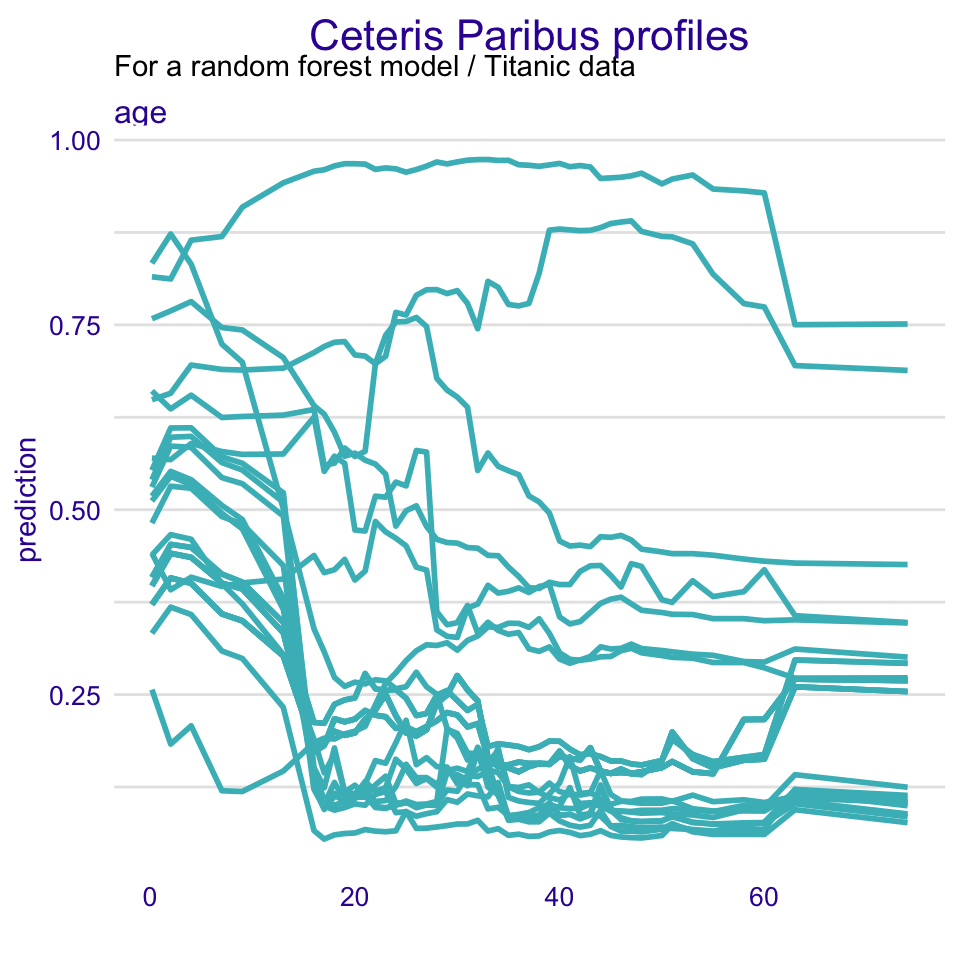 Ceteris Paribus profiles
For a random forest model / Titanic data
age
1.00
0.75
0.50
0.25
prediction
0 20 40 60